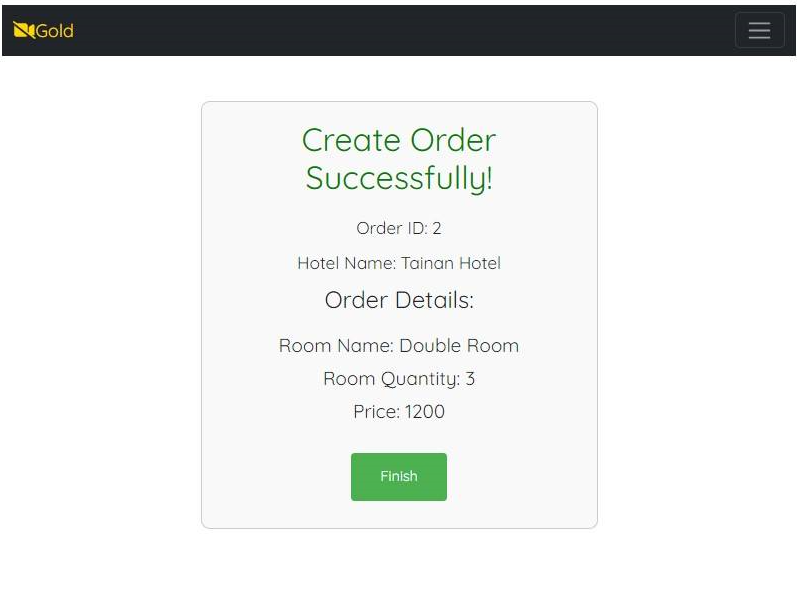 Gold
Create Order
Successfully!
Order ID: 2
Hotel Name: Tainan Hotel
Order Details:
Room Name: Double Room
Room Quantity: 3
Price: 1200
Finish